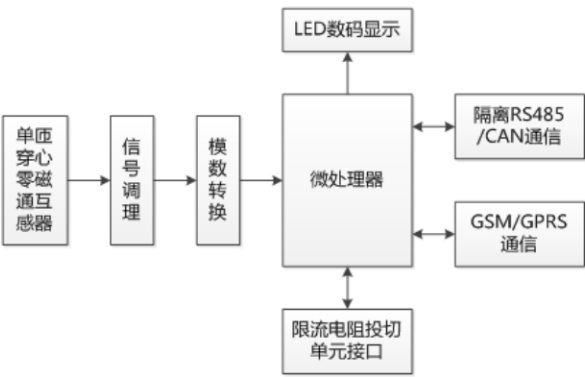 LED数码显示
单匝
穿心
零磁
通互
感器
信
号
调
理
模
数
转
换
微处理器
隔离RS485
/CAN通信
GSM/GPRS
通信
限流电阻投切
单元接口